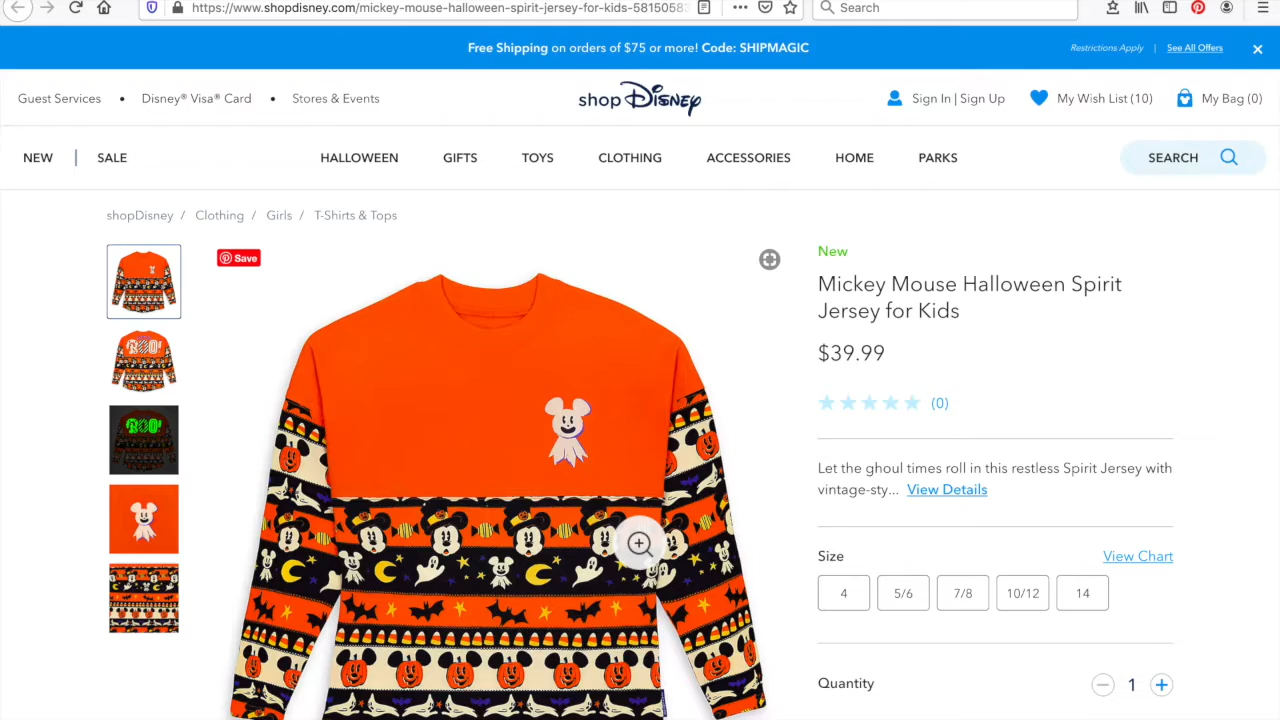 https://www.shopdisney.com/mickey-mouse-halloween-spirit-jersey-for-kids-5815058
Search
Free Shipping on orders of $75 or more! Code: SHIPMAGIC
Restrictions Apply | See All Offers
Guest Services • Disney® Visa® Card • Stores & Events
shop Disney
Sign In | Sign Up
My Wish List (10)
My Bag (0)
NEW | SALE
HALLOWEEN GIFTS TOYS CLOTHING ACCESSORIES HOME PARKS
SEARCH
shopDisney / Clothing / Girls / T-Shirts & Tops
Save
BOO!
BOO!
New
Mickey Mouse Halloween Spirit
Jersey for Kids
$39.99
(0)
Let the ghoul times roll in this restless Spirit Jersey with
vintage-sty... View Details
Size
View Chart
4 5/6 7/8 10/12 14
Quantity
1